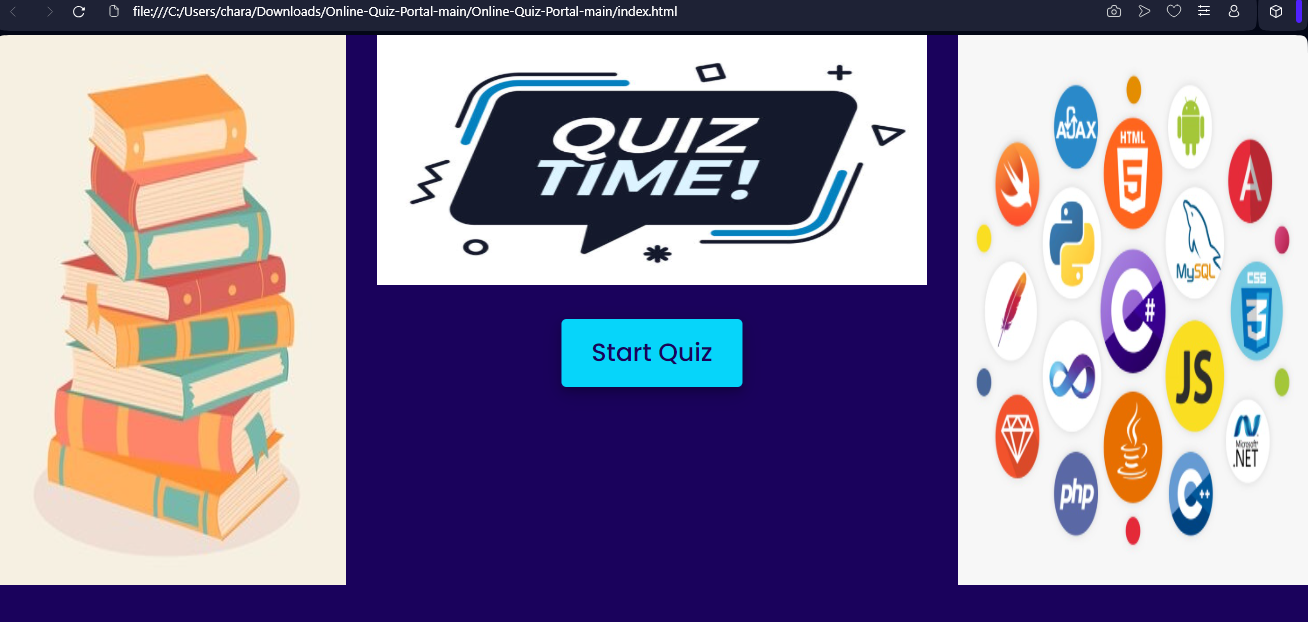 file:///C:/Users/chara/Downloads/Online-Quiz-Portal-main/Online-Quiz-Portal-main/index.html
QUIZ
TiME!
Start Quiz
AJAX
HTML
5
A
MySQL
C#
CSS
3
JS
Microsoft
.NET
php
C++